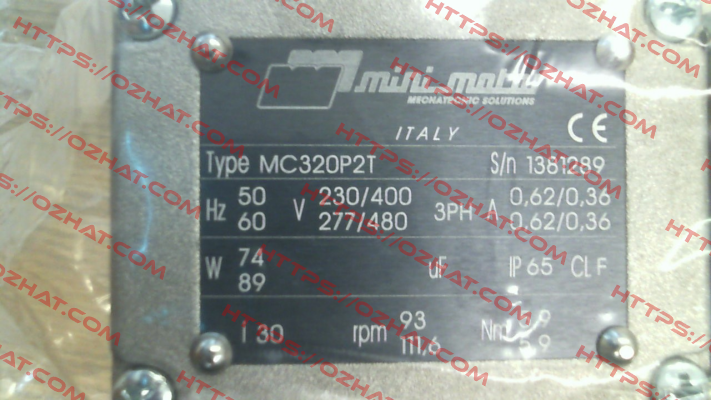 mini motor
MECHATRONIC SOLUTIONS
ITALY CE
Type MC320P2T S/n 1381289
Hz 50 V 230/400 3PH A 0,62/0,36
60 277/480 0,62/0,36
W 74 uF IP 65 CL F
89
i 30 rpm 93 Nm
111,6
HTTPS://OZHAT.COM